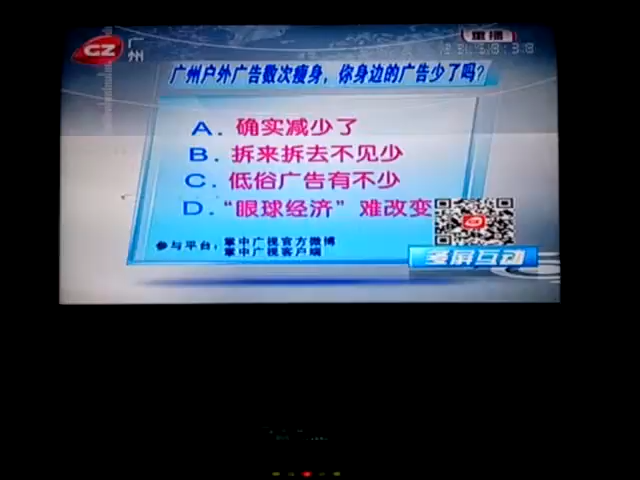 GZ 广州
重播
广州户外广告数次瘦身，你身边的广告少了吗？
A. 确实减少了
B. 拆来拆去不见少
C. 低俗广告有不少
D. “眼球经济”难改变
参与平台：掌中广视官方微博
掌中广视客户端
多屏互动